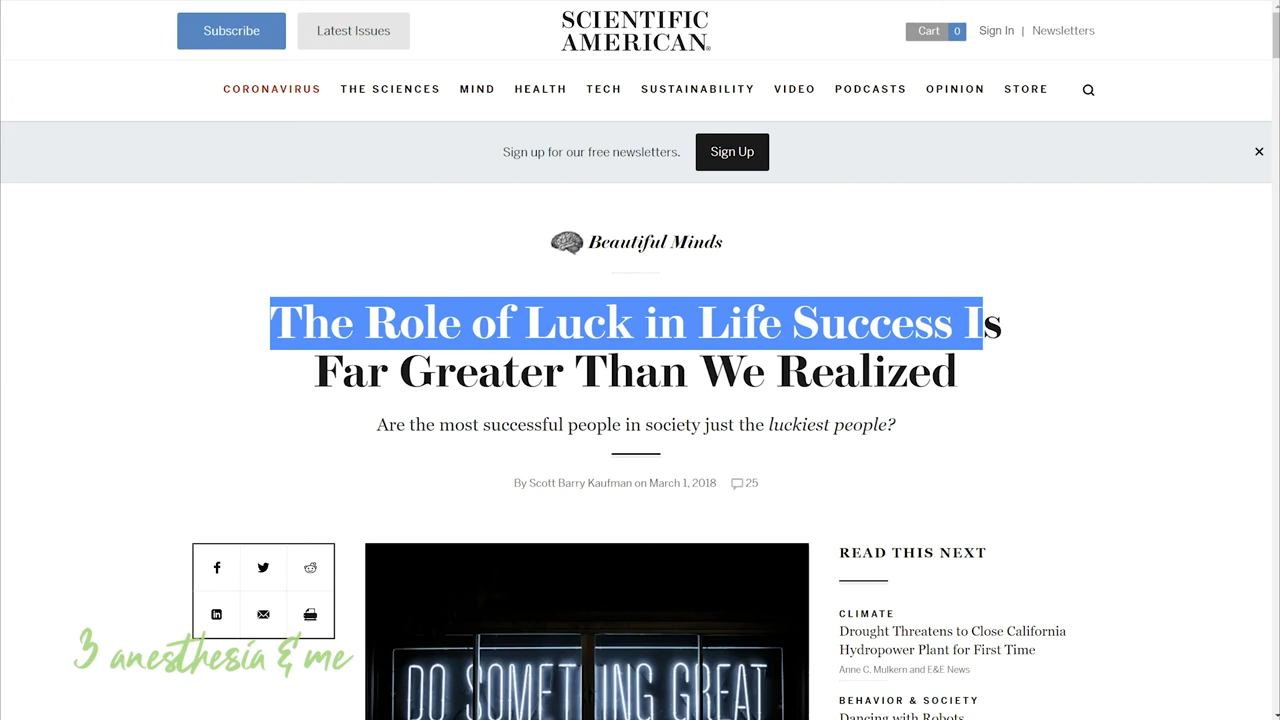 Subscribe
Latest Issues
SCIENTIFIC
AMERICAN®
Cart 0
Sign In | Newsletters
CORONAVIRUS THE SCIENCES MIND HEALTH TECH SUSTAINABILITY VIDEO PODCASTS OPINION STORE
Sign up for our free newsletters. Sign Up
Beautiful Minds
The Role of Luck in Life Success Is
Far Greater Than We Realized
Are the most successful people in society just the luckiest people?
By Scott Barry Kaufman on March 1, 2018 25
DO SOMETHING GREAT
READ THIS NEXT
CLIMATE
Drought Threatens to Close California
Hydropower Plant for First Time
Anne C. Mulkern and E&E News
BEHAVIOR & SOCIETY
Dancing with Robots
3 anesthesia & me